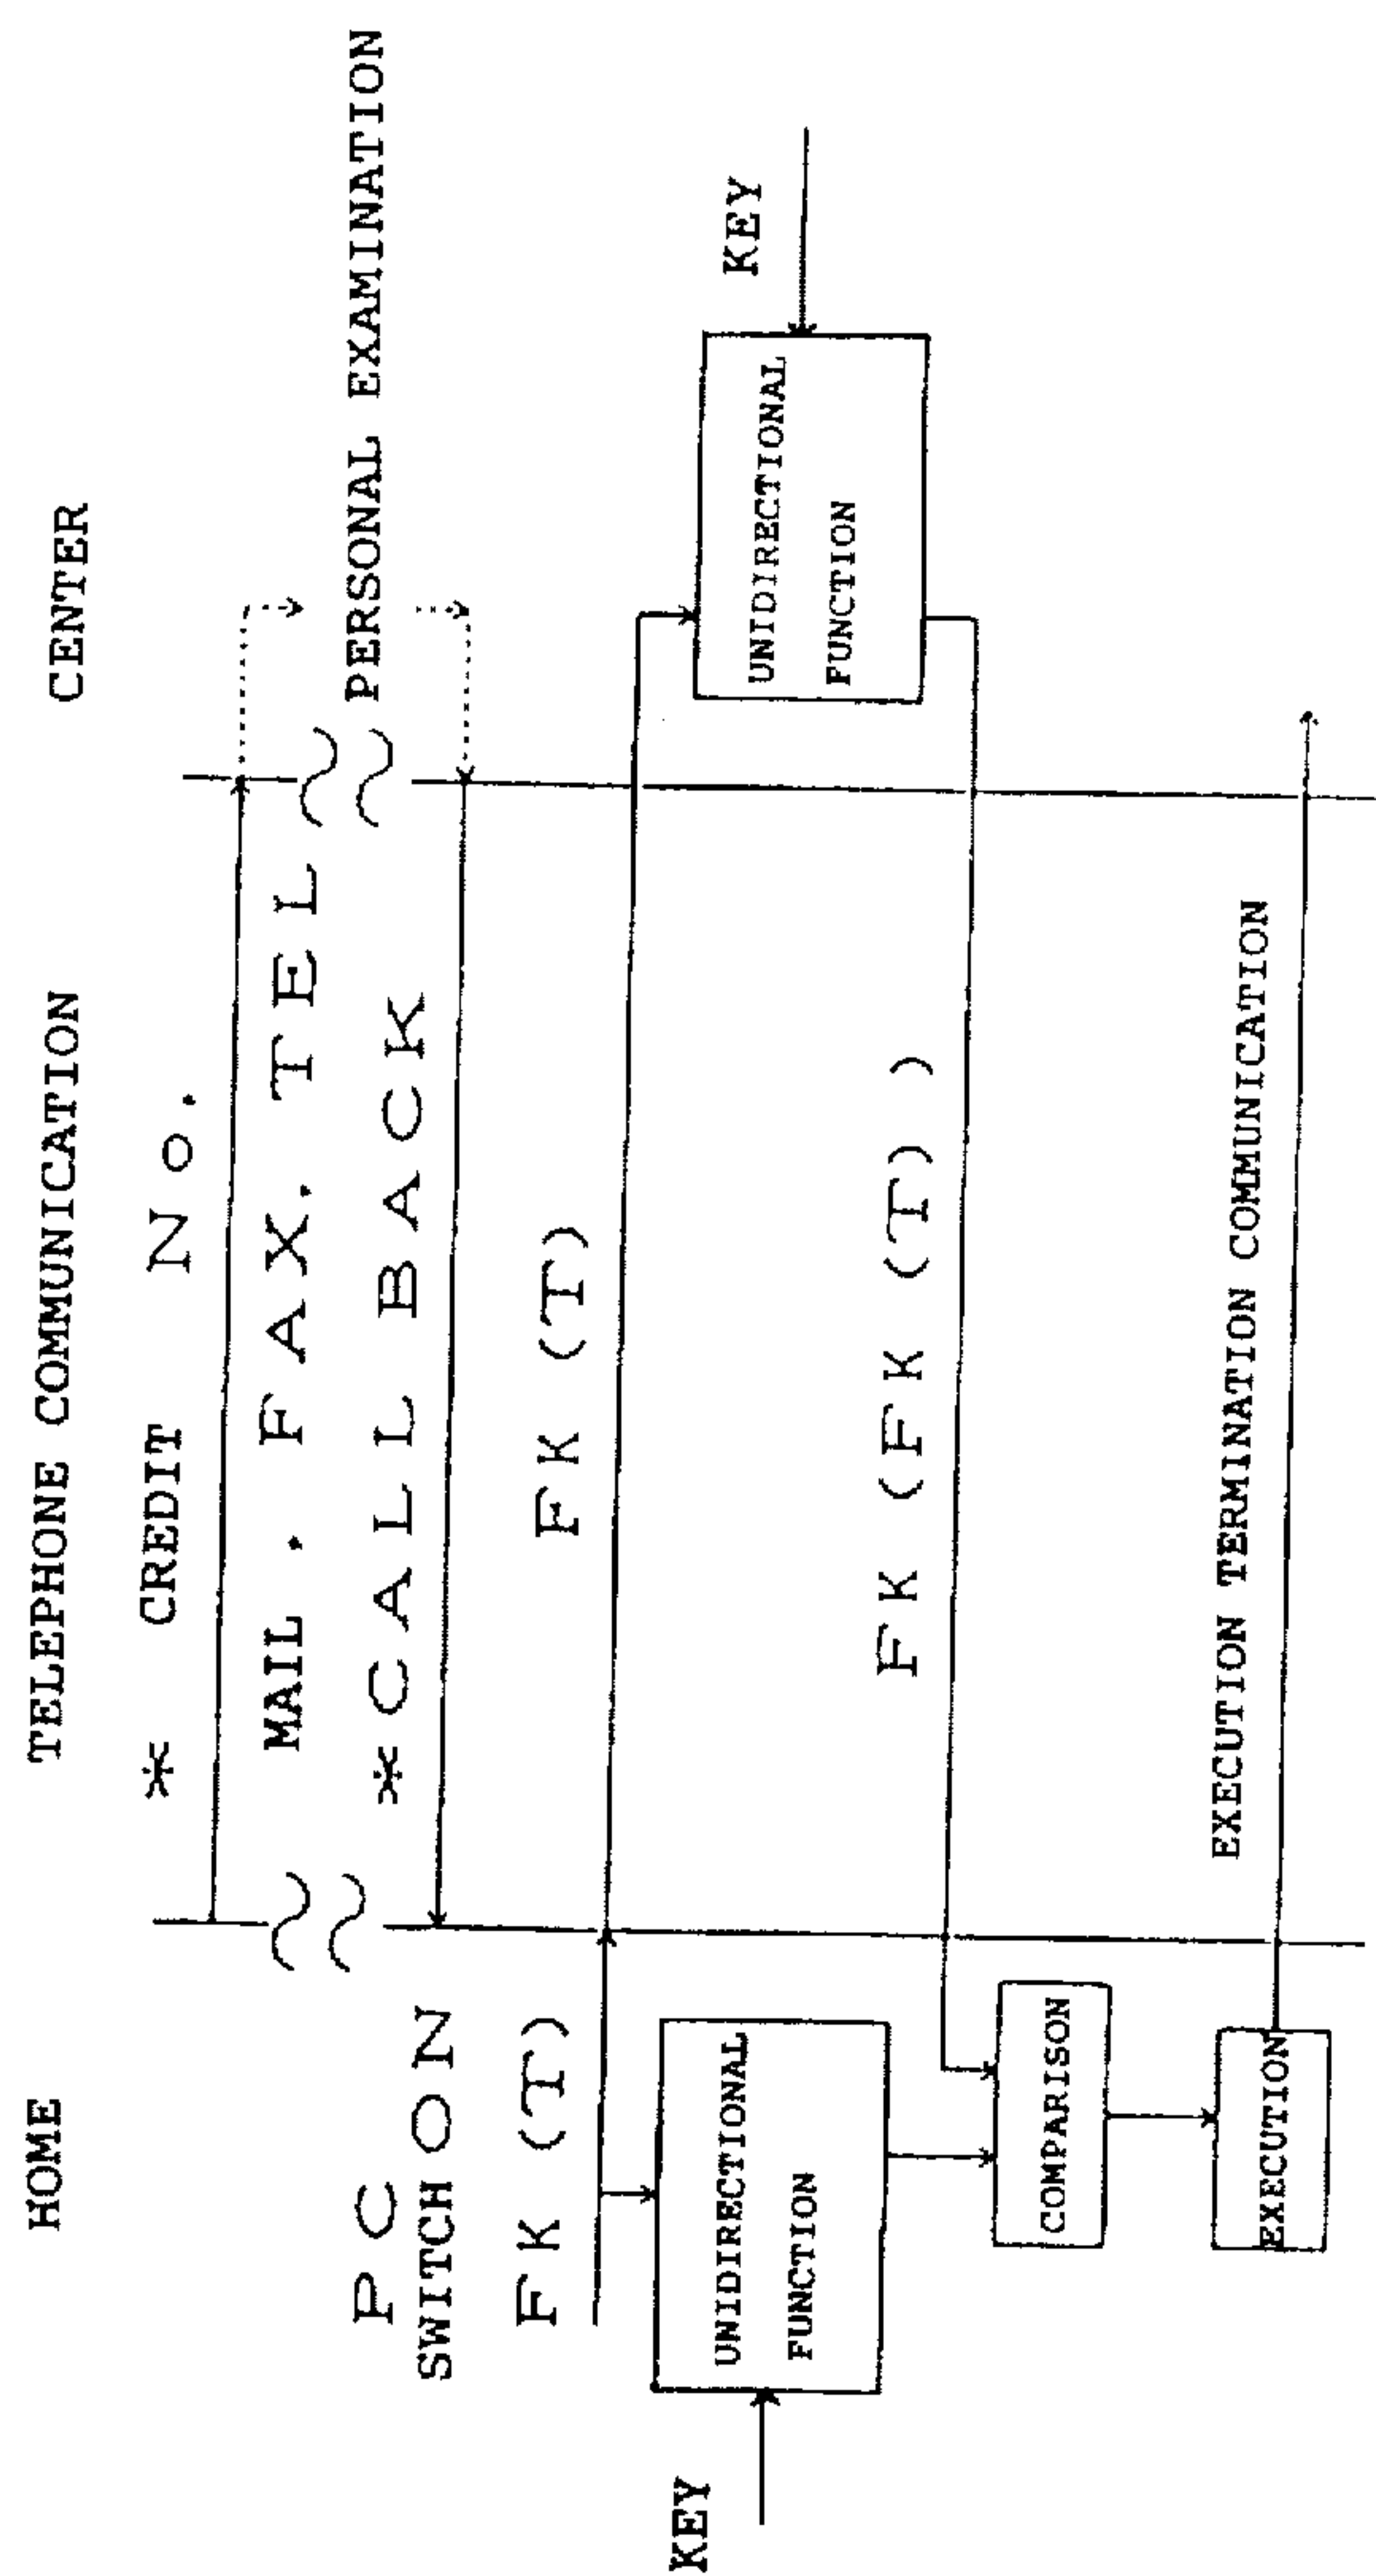 HOME
TELEPHONE COMMUNICATION
CENTER
* CREDIT No.
MAIL. FAX. TEL
PERSONAL EXAMINATION
*CALL BACK
PC
SWITCH ON
FK (T)
FK (T)
KEY
UNIDIRECTIONAL
FUNCTION
UNIDIRECTIONAL
FUNCTION
KEY
FK (FK (T) )
COMPARISON
EXECUTION
EXECUTION TERMINATION COMMUNICATION